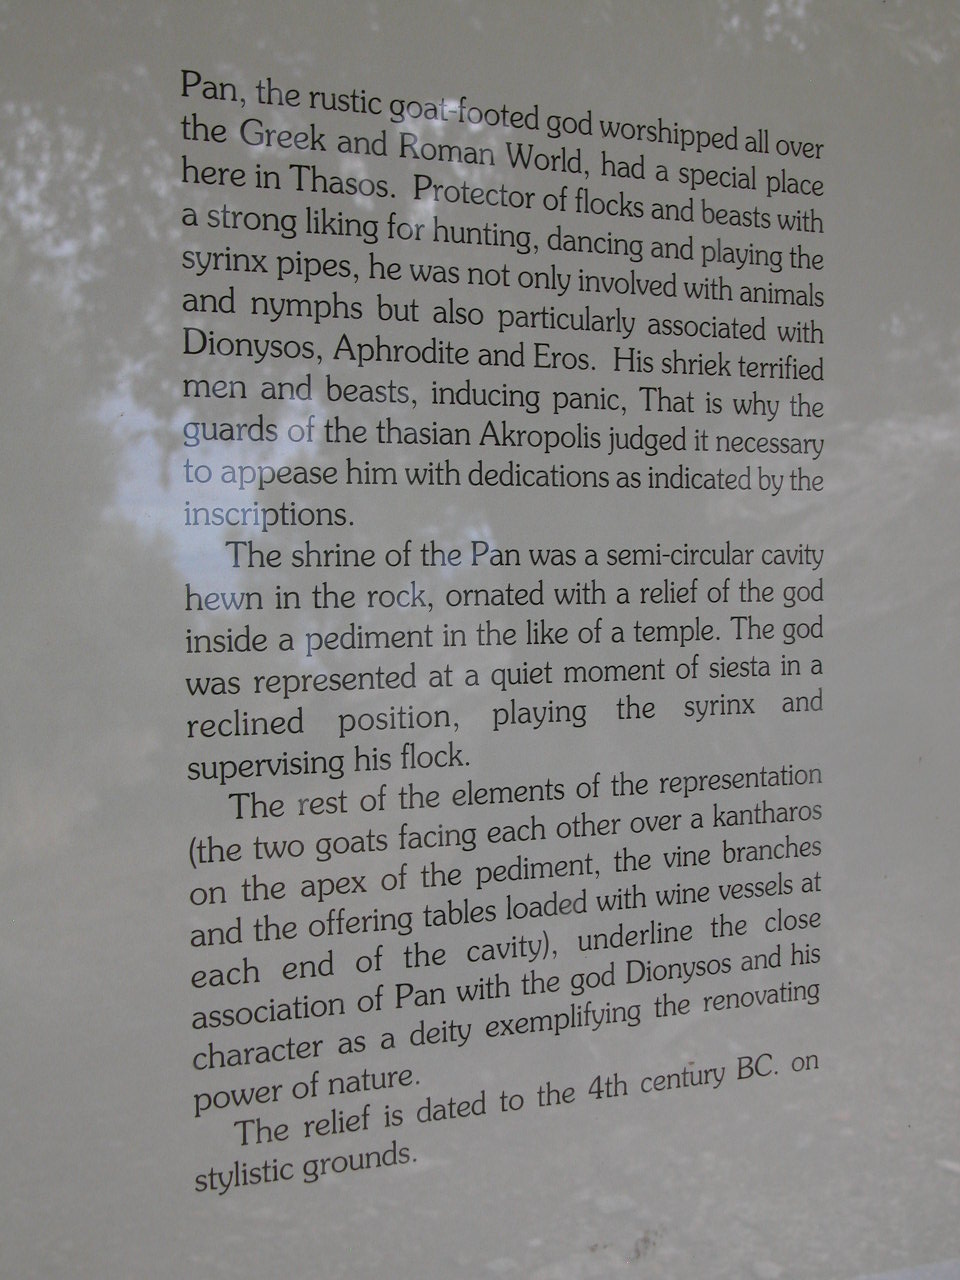 Pan, the rustic goat-footed god worshipped all over
the Greek and Roman World, had a special place
here in Thasos. Protector of flocks and beasts with
a strong liking for hunting, dancing and playing the
syrinx pipes, he was not only involved with animals
and nymphs but also particularly associated with
Dionysos, Aphrodite and Eros. His shriek terrified
men and beasts, inducing panic, That is why the
guards of the thasian Akropolis judged it necessary
to appease him with dedications as indicated by the
inscriptions.
The shrine of the Pan was a semi-circular cavity
hewn in the rock, ornated with a relief of the god
inside a pediment in the like of a temple. The god
was represented at a quiet moment of siesta in a
reclined position, playing the syrinx and
supervising his flock.
The rest of the elements of the representation
(the two goats facing each other over a kantharos
on the apex of the pediment, the vine branches
and the offering tables loaded with wine vessels at
each end of the cavity), underline the close
association of Pan with the god Dionysos and his
character as a deity exemplifying the renovating
power of nature.
The relief is dated to the 4th century BC. on
stylistic grounds.